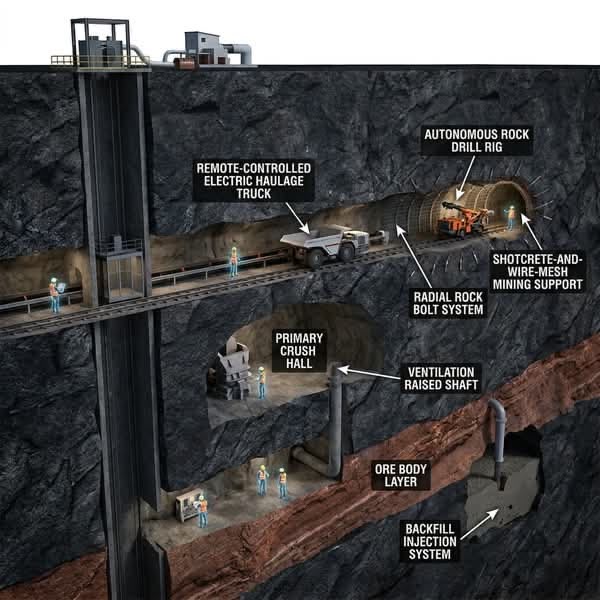 AUTONOMOUS ROCK
DRILL RIG
REMOTE-CONTROLLED
ELECTRIC HAULAGE
TRUCK
SHOTCRETE-AND-
WIRE-MESH
MINING SUPPORT
RADIAL ROCK
BOLT SYSTEM
PRIMARY
CRUSH
HALL
VENTILATION
RAISED SHAFT
ORE BODY
LAYER
BACKFILL
INJECTION
SYSTEM